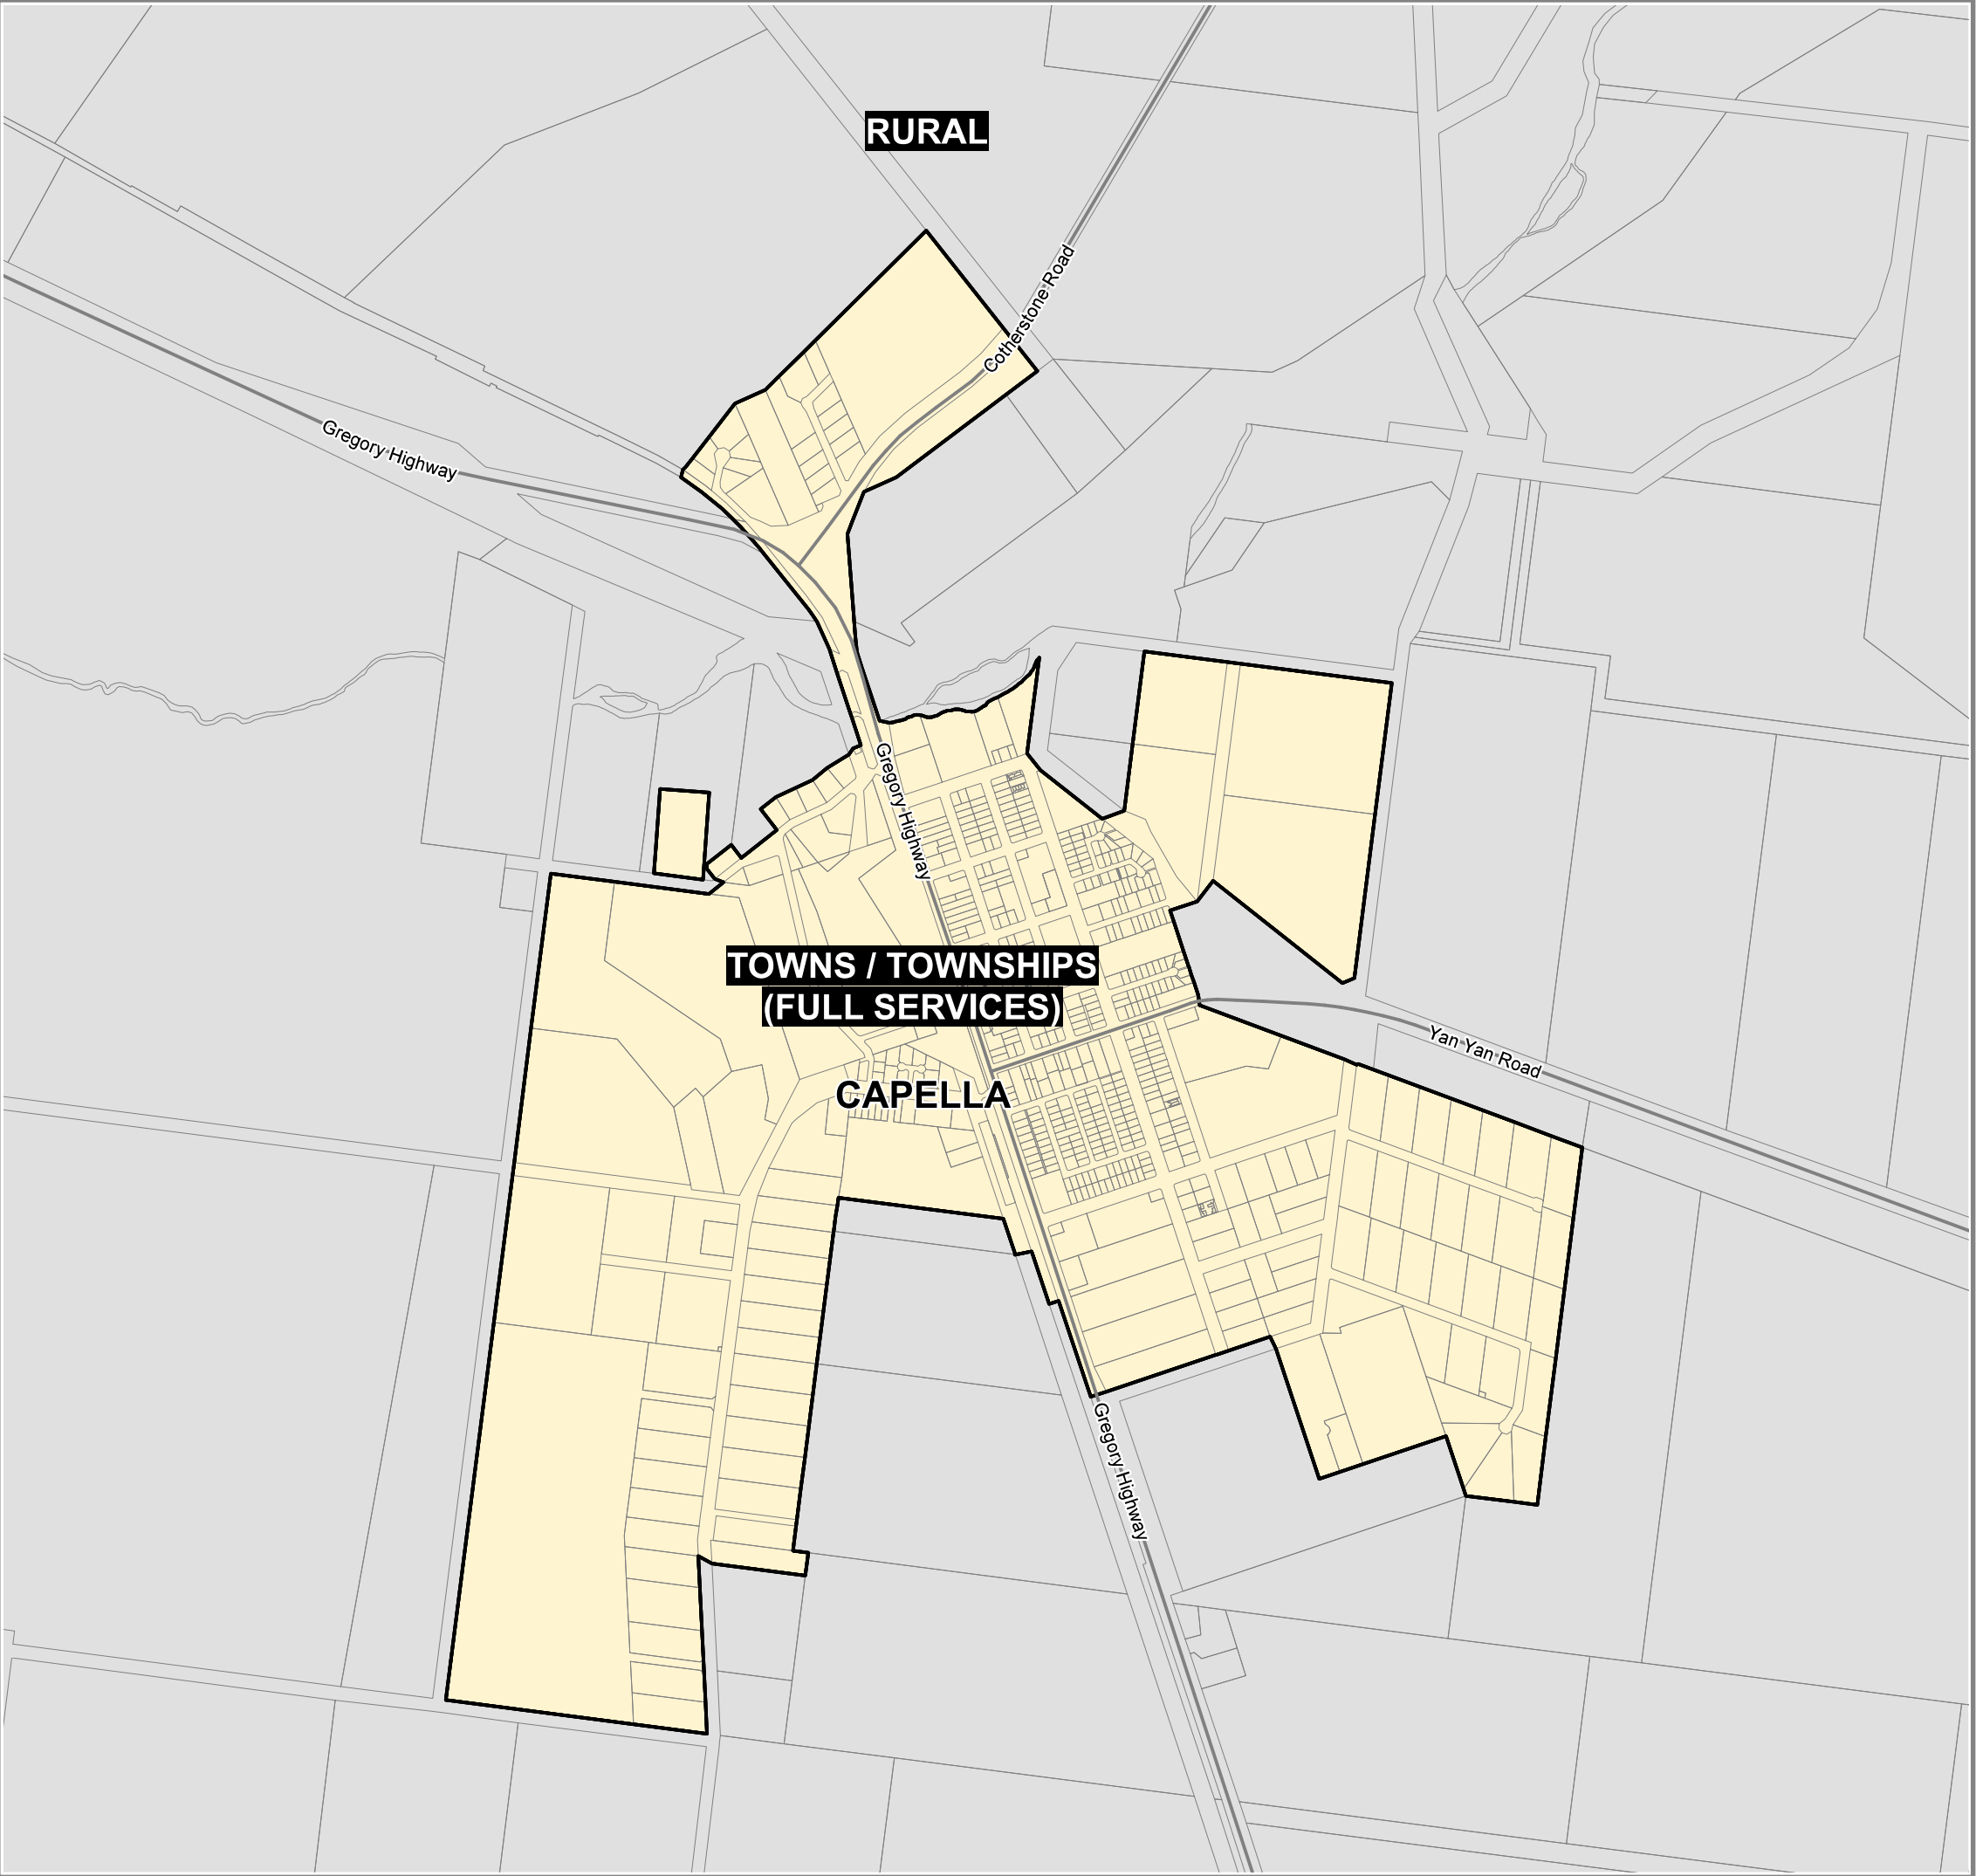 RURAL
Cotherstone Road
Gregory Highway
Gregory Highway
TOWNS / TOWNSHIPS
(FULL SERVICES)
Yan Yan Road
CAPELLA
Gregory Highway